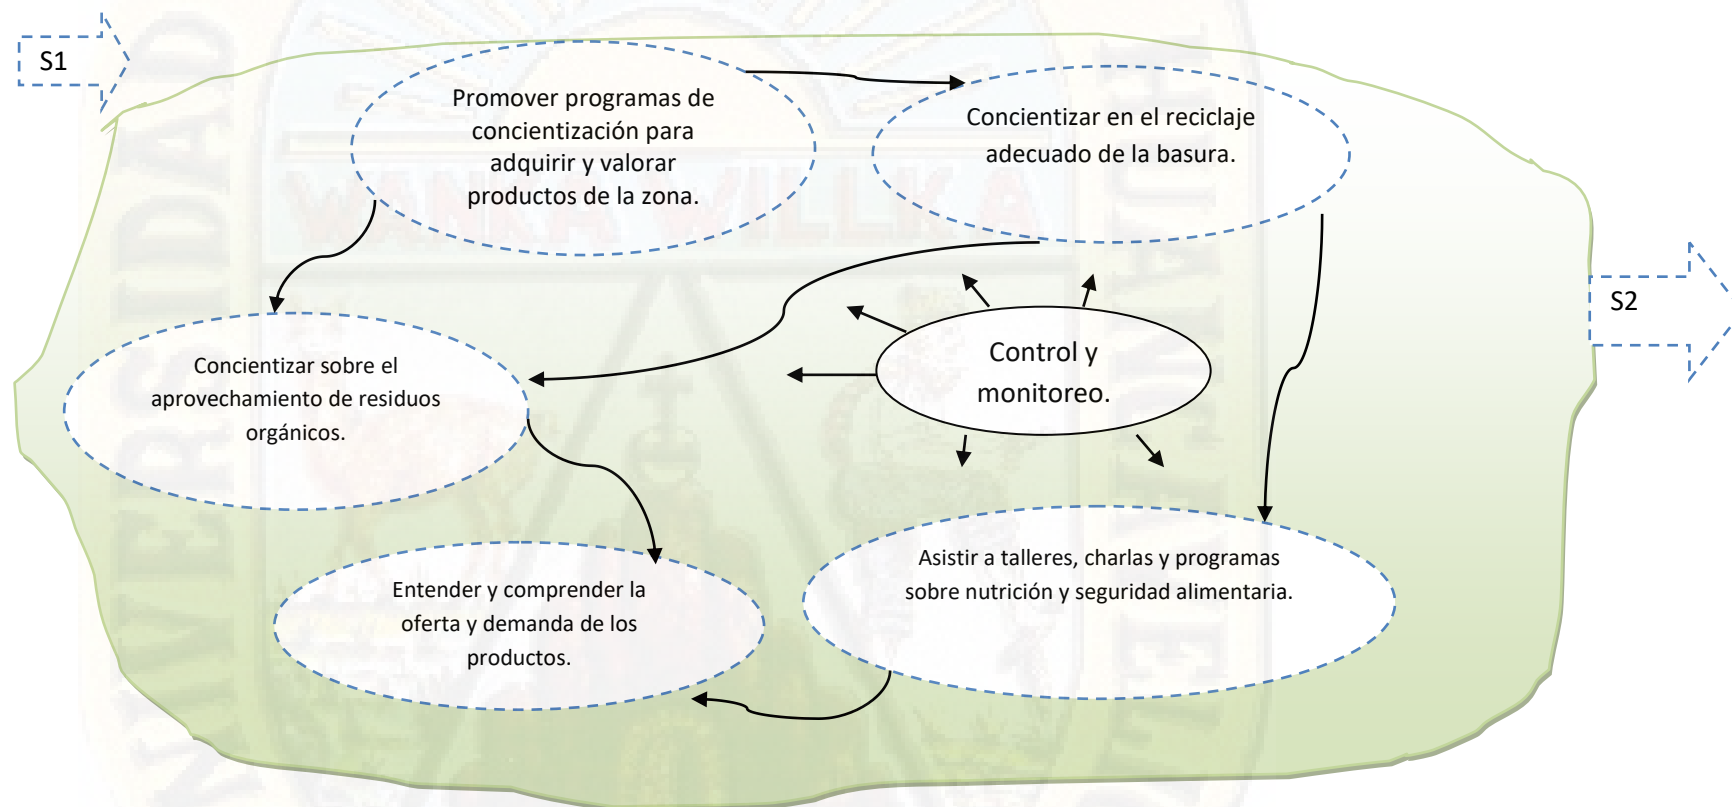 S1
Promover programas de
concientización para
adquirir y valorar
productos de la zona.
Concientizar en el reciclaje
adecuado de la basura.
S2
Control y
monitoreo.
Concientizar sobre el
aprovechamiento de residuos
orgánicos.
Asistir a talleres, charlas y programas
sobre nutrición y seguridad alimentaria.
Entender y comprender la
oferta y demanda de los
productos.
WANKA WILLKA